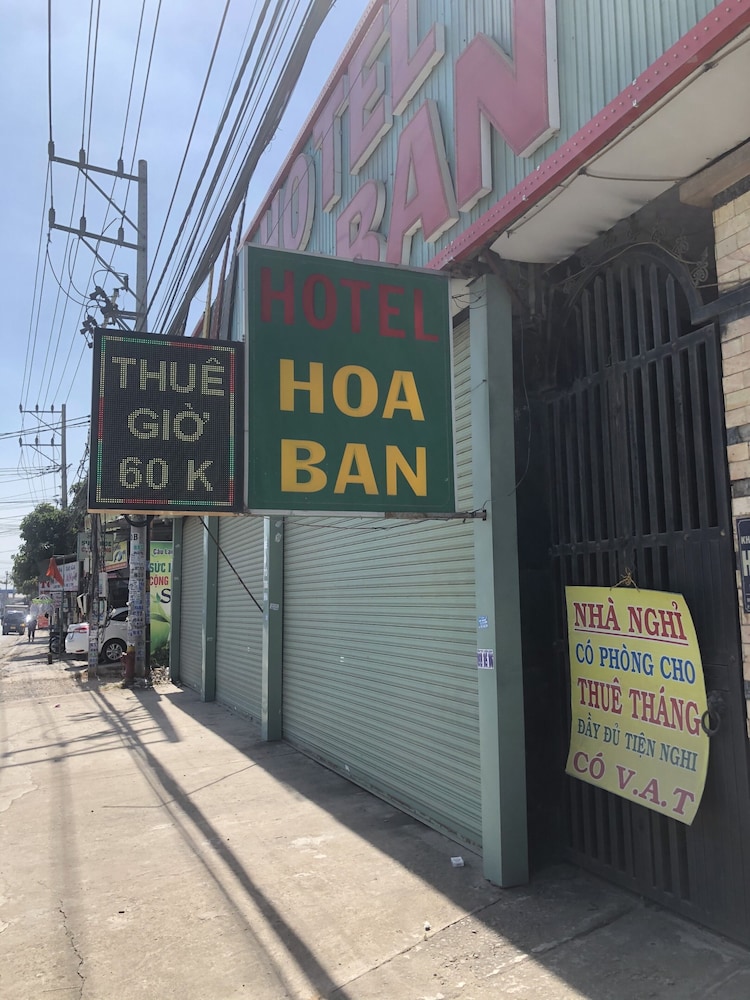 HOTEL
BAN
HOTEL
HOA
BAN
THUÊ
GIỜ
60 K
NHÀ NGHỈ
CÓ PHÒNG CHO
THUÊ THÁNG
ĐẦY ĐỦ TIỆN NGHI
CÓ V.A.T